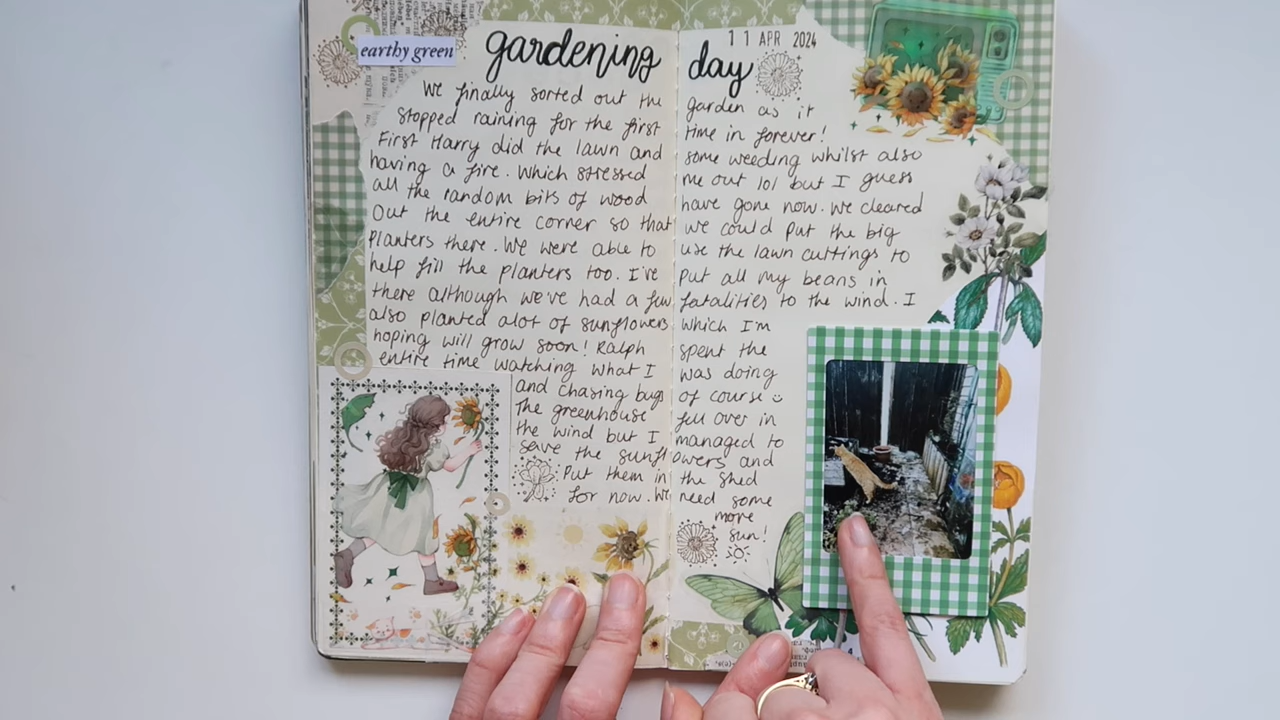 earthy green
gardening day
11 APR 2024
We finally sorted out the garden as it
stopped raining for the first time in forever!
First Harry did the lawn and some weeding whilst also
having a fire. Which stressed me out lol but I guess
all the random bits of wood have gone now. We cleared
out the entire corner so that we could put the big
planters there. We were able to use the lawn cuttings to
help fill the planters too. I've put all my beans in
there although we've had a few fatalities to the wind. I
also planted alot of sunflowers which I'm
hoping will grow soon! Ralph spent the
entire time watching what I was doing
and chasing bugs of course
The greenhouse fell over in
the wind but I managed to
save the sunflowers and
Put them in the shed
for now. We need some
more
sun!